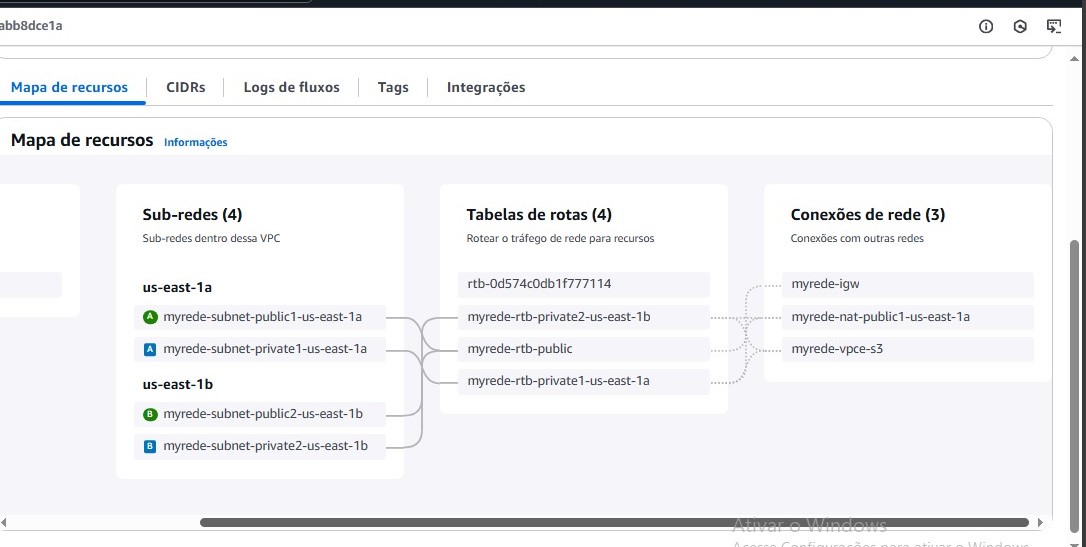 abb8dce1a
Mapa de recursos
CIDRs
Logs de fluxos
Tags
Integrações
Mapa de recursos Informações
Sub-redes (4)
Sub-redes dentro dessa VPC
us-east-1a
A myrede-subnet-public1-us-east-1a
A myrede-subnet-private1-us-east-1a
us-east-1b
B myrede-subnet-public2-us-east-1b
B myrede-subnet-private2-us-east-1b
Tabelas de rotas (4)
Rotear o tráfego de rede para recursos
rtb-0d574c0db1f777114
myrede-rtb-private2-us-east-1b
myrede-rtb-public
myrede-rtb-private1-us-east-1a
Conexões de rede (3)
Conexões com outras redes
myrede-igw
myrede-nat-public1-us-east-1a
myrede-vpce-s3
Ativar o Windows
Acesse Configurações para ativar o Windows